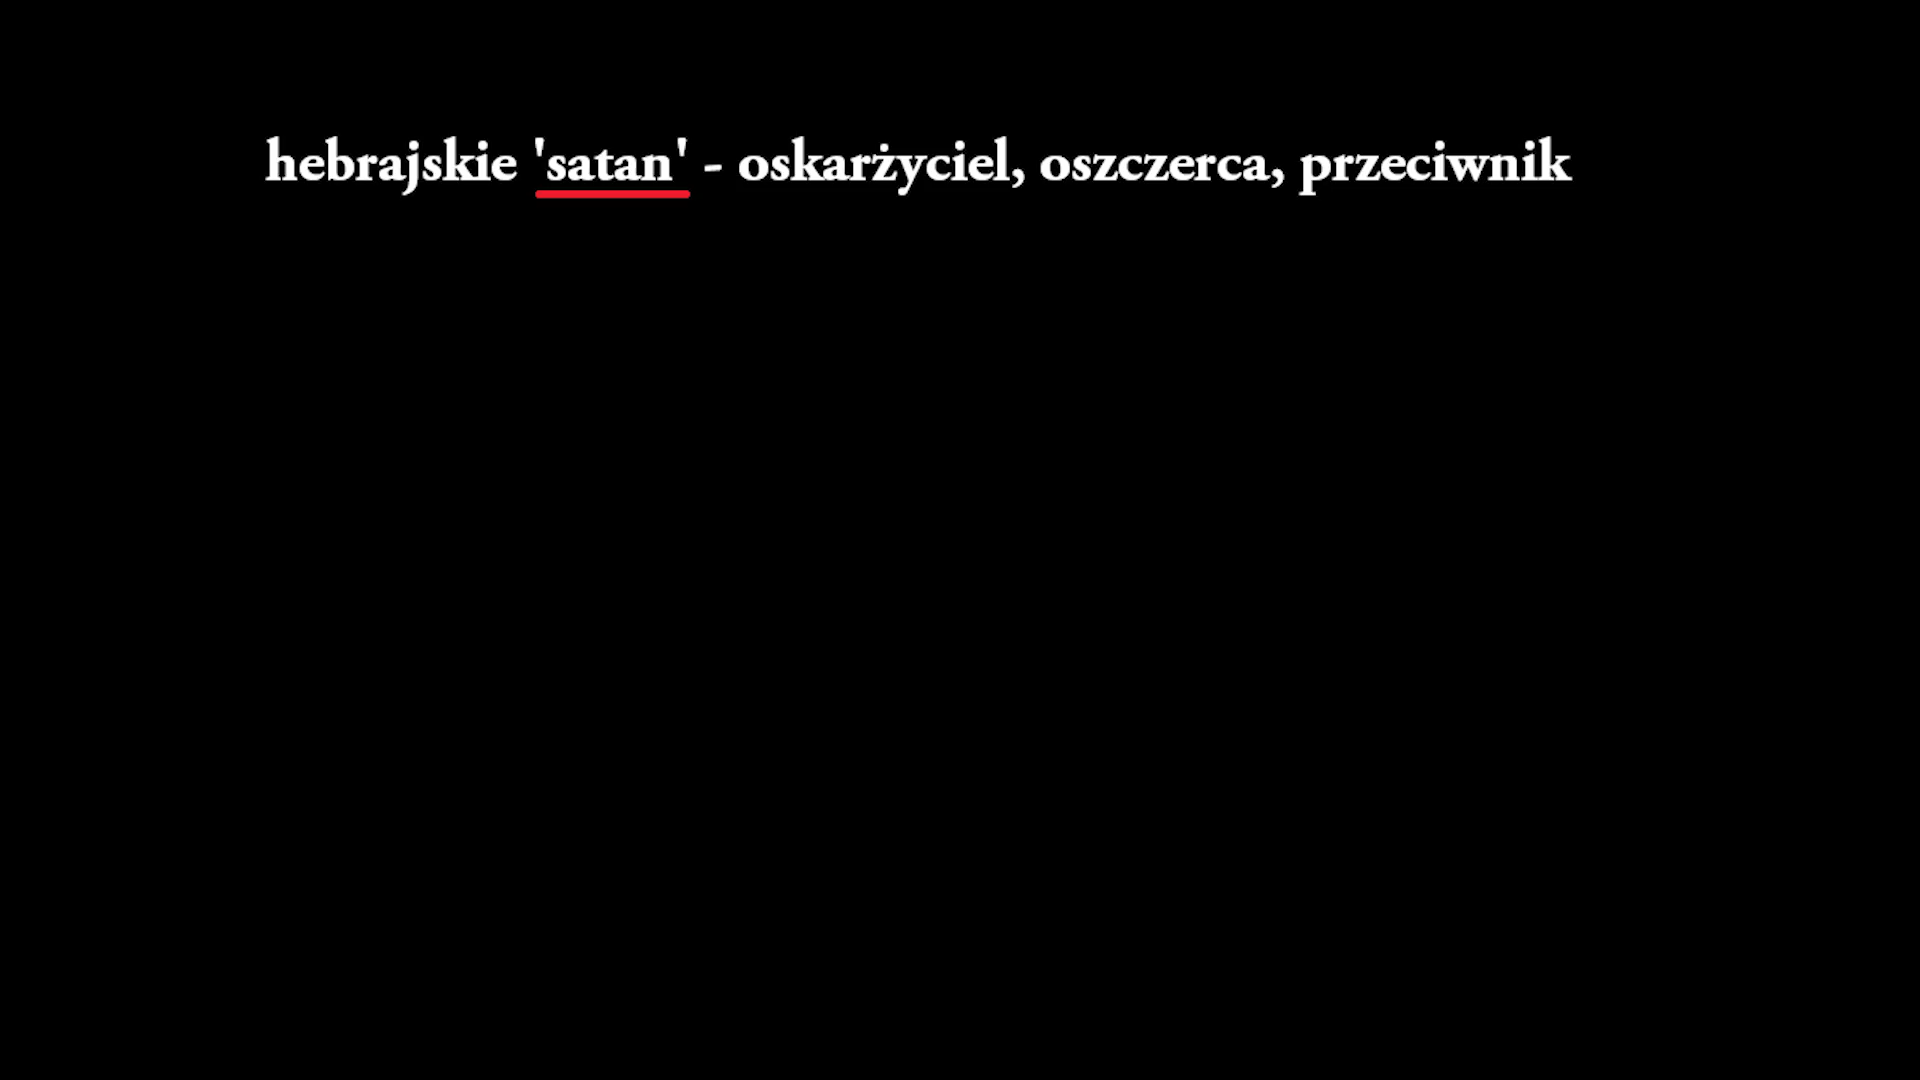 hebrajskie 'satan' - oskarżyciel, oszczerca, przeciwnik